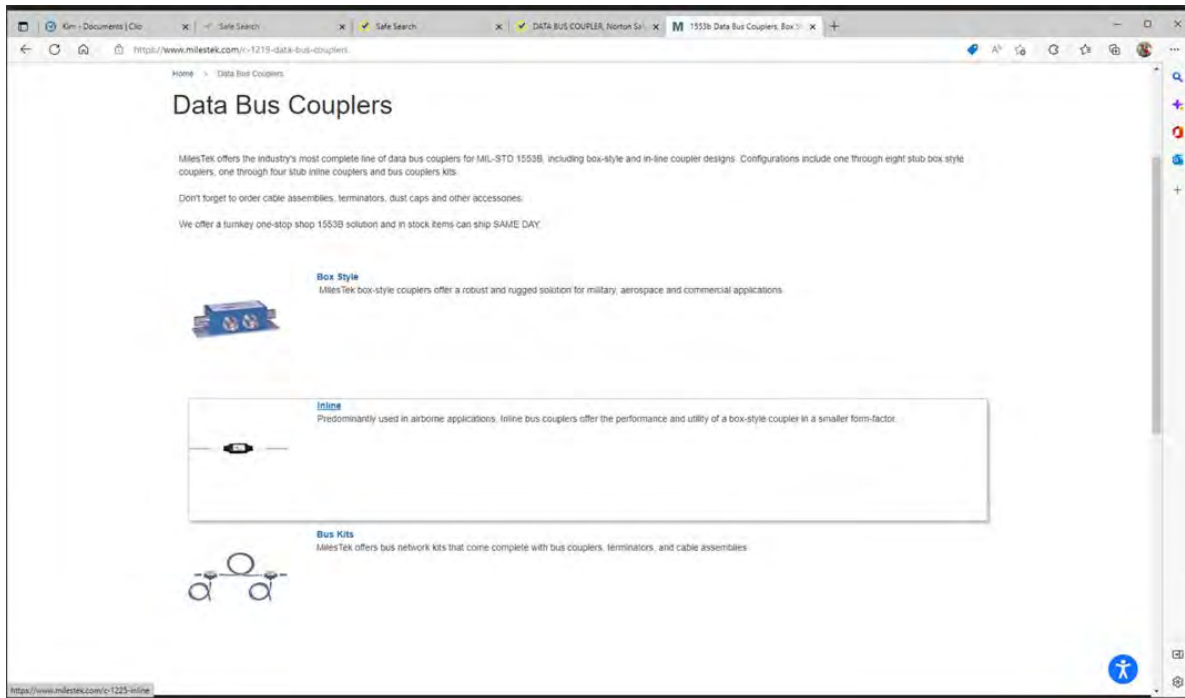 Kim - Documents | Clio
Safe Search
Safe Search
DATA BUS COUPLER, Norton Sa
1553b Data Bus Couplers, Box S
https://www.milestek.com/c-1219-data-bus-couplers
Home > Data Bus Couplers
Data Bus Couplers
MilesTek offers the industry's most complete line of data bus couplers for MIL-STD 1553B, including box-style and in-line coupler designs. Configurations include one through eight stub box style
couplers, one through four stub inline couplers and bus couplers kits.
Don't forget to order cable assemblies, terminators, dust caps and other accessories.
We offer a turnkey one-stop shop 1553B solution and in stock items can ship SAME DAY.
Box Style
MilesTek box-style couplers offer a robust and rugged solution for military, aerospace and commercial applications.
Inline
Predominantly used in airborne applications, Inline bus couplers offer the performance and utility of a box-style coupler in a smaller form-factor.
Bus Kits
MilesTek offers bus network kits that come complete with bus couplers, terminators, and cable assemblies
https://www.milestek.com/c-1225-inline